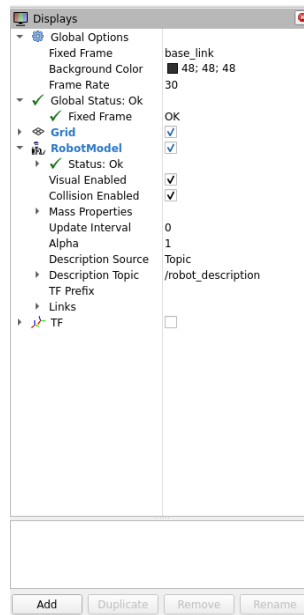 Displays
Global Options
Fixed Frame base_link
Background Color 48; 48; 48
Frame Rate 30
Global Status: Ok
Fixed Frame OK
Grid
RobotModel
Status: Ok
Visual Enabled
Collision Enabled
Mass Properties
Update Interval 0
Alpha 1
Description Source Topic
Description Topic /robot_description
TF Prefix
Links
TF
Add Duplicate Remove Rename